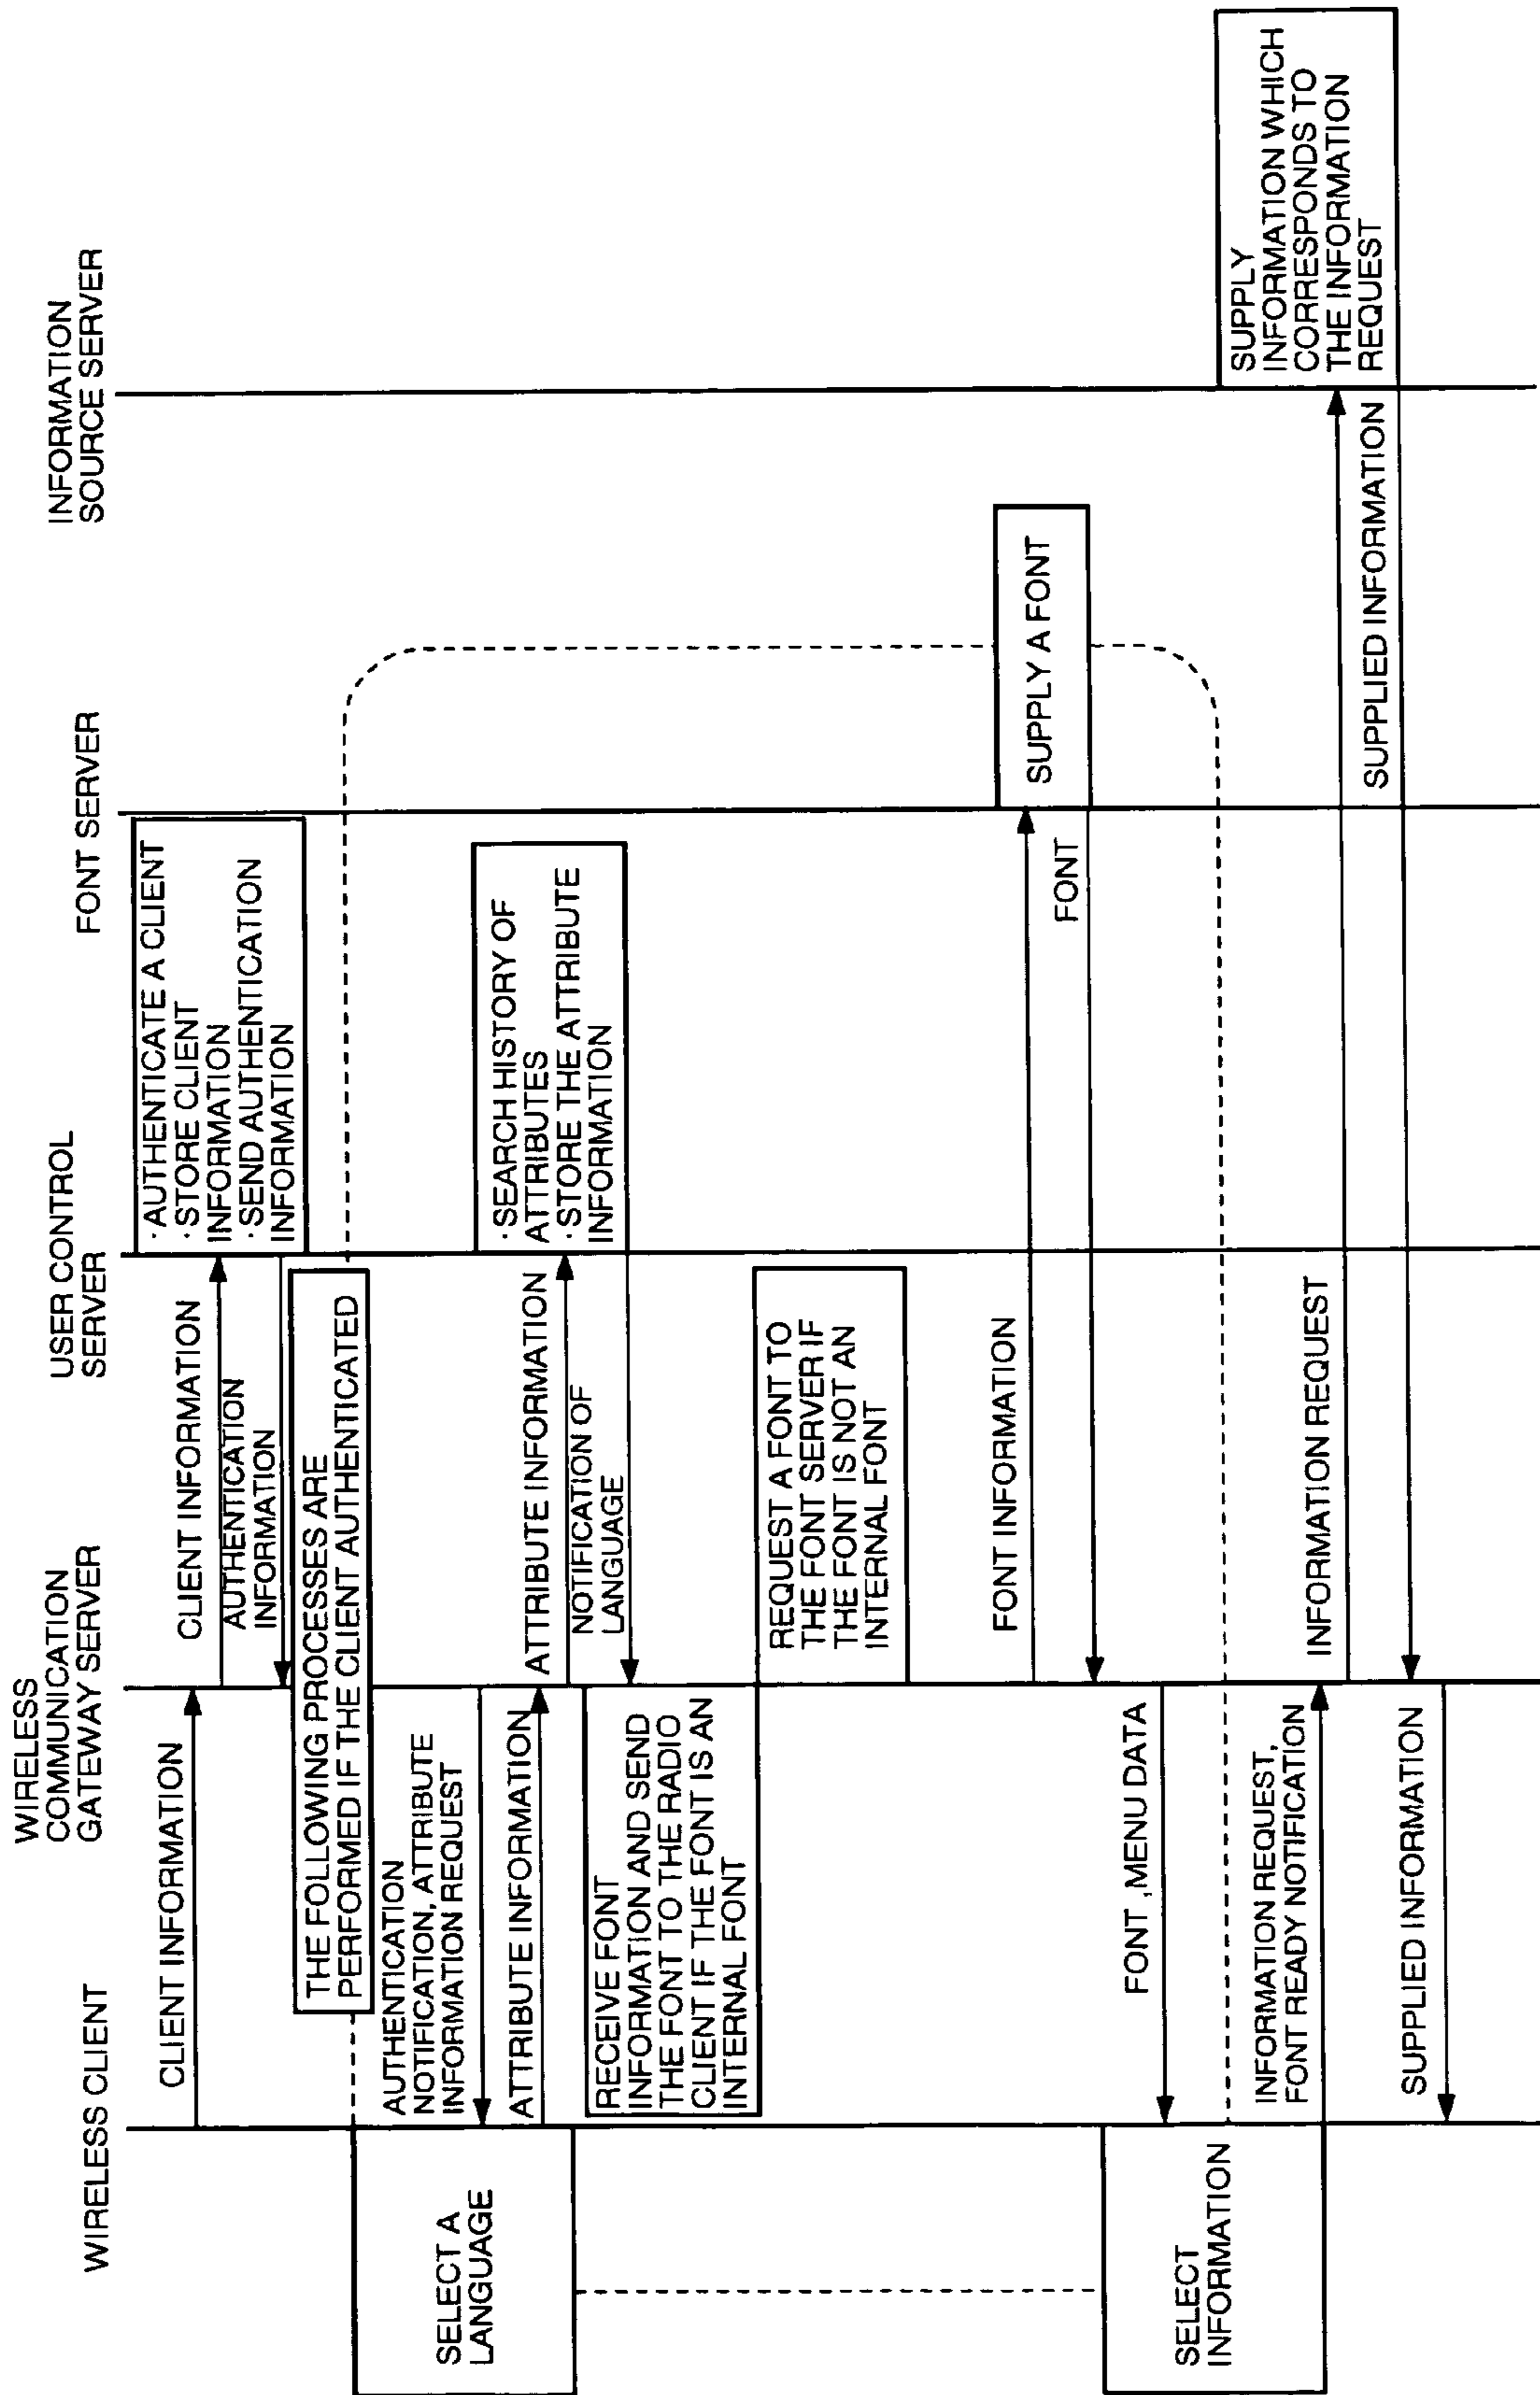 WIRELESS CLIENT
WIRELESS
COMMUNICATION
GATEWAY SERVER
USER CONTROL
SERVER
FONT SERVER
INFORMATION
SOURCE SERVER
CLIENT INFORMATION
CLIENT INFORMATION
· AUTHENTICATE A CLIENT
· STORE CLIENT
INFORMATION
· SEND AUTHENTICATION
INFORMATION
AUTHENTICATION
INFORMATION
THE FOLLOWING PROCESSES ARE
PERFORMED IF THE CLIENT AUTHENTICATED
AUTHENTICATION
NOTIFICATION, ATTRIBUTE
INFORMATION REQUEST
SELECT A
LANGUAGE
ATTRIBUTE INFORMATION
ATTRIBUTE INFORMATION
· SEARCH HISTORY OF
ATTRIBUTES
· STORE THE ATTRIBUTE
INFORMATION
NOTIFICATION OF
LANGUAGE
RECEIVE FONT
INFORMATION AND SEND
THE FONT TO THE RADIO
CLIENT IF THE FONT IS AN
INTERNAL FONT
REQUEST A FONT TO
THE FONT SERVER IF
THE FONT IS NOT AN
INTERNAL FONT
FONT INFORMATION
SUPPLY A FONT
FONT
FONT ,MENU DATA
SELECT
INFORMATION
INFORMATION REQUEST,
FONT READY NOTIFICATION
INFORMATION REQUEST
SUPPLY
INFORMATION WHICH
CORRESPONDS TO
THE INFORMATION
REQUEST
SUPPLIED INFORMATION
SUPPLIED INFORMATION